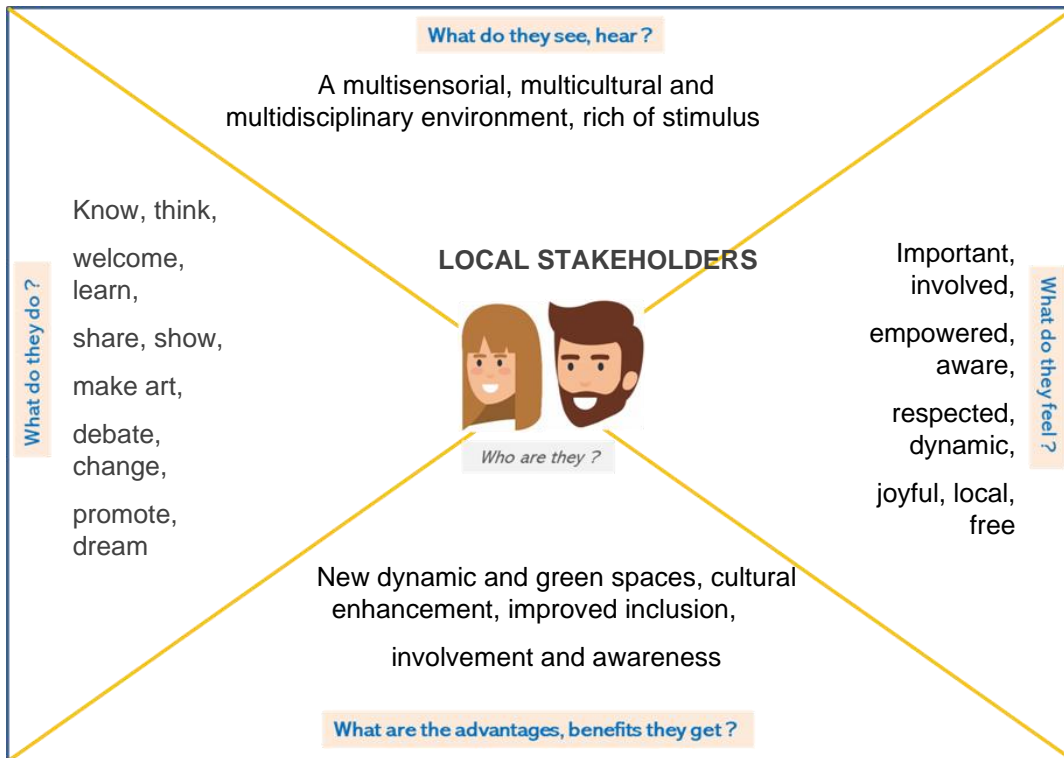 What do they see, hear ?
A multisensorial, multicultural and
multidisciplinary environment, rich of stimulus
What do they do ?
Know, think,
welcome,
learn,
share, show,
make art,
debate,
change,
promote,
dream
LOCAL STAKEHOLDERS
Who are they ?
Important,
involved,
empowered,
aware,
respected,
dynamic,
joyful, local,
free
What do they feel ?
New dynamic and green spaces, cultural
enhancement, improved inclusion,
involvement and awareness
What are the advantages, benefits they get ?